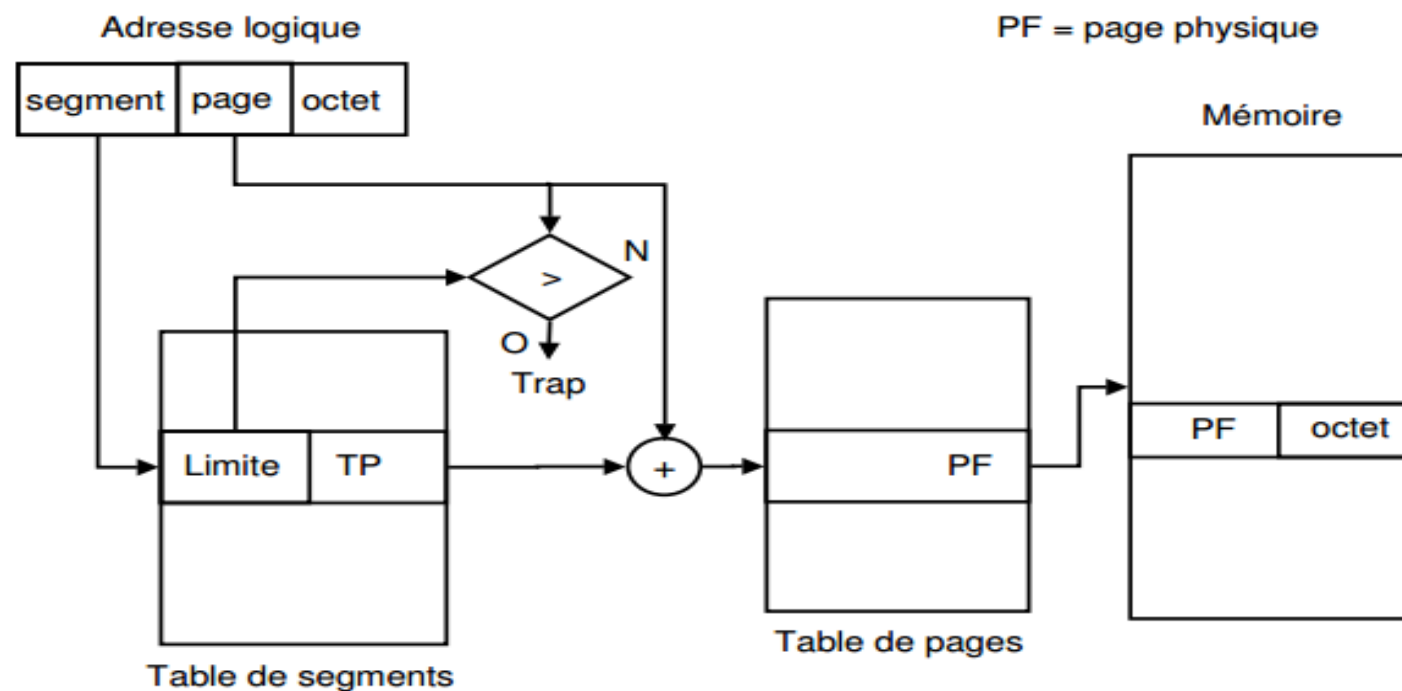 Adresse logique
PF = page physique
segment page octet
Mémoire
>
N
O
Trap
Limite TP
+
PF
PF octet
Table de pages
Table de segments